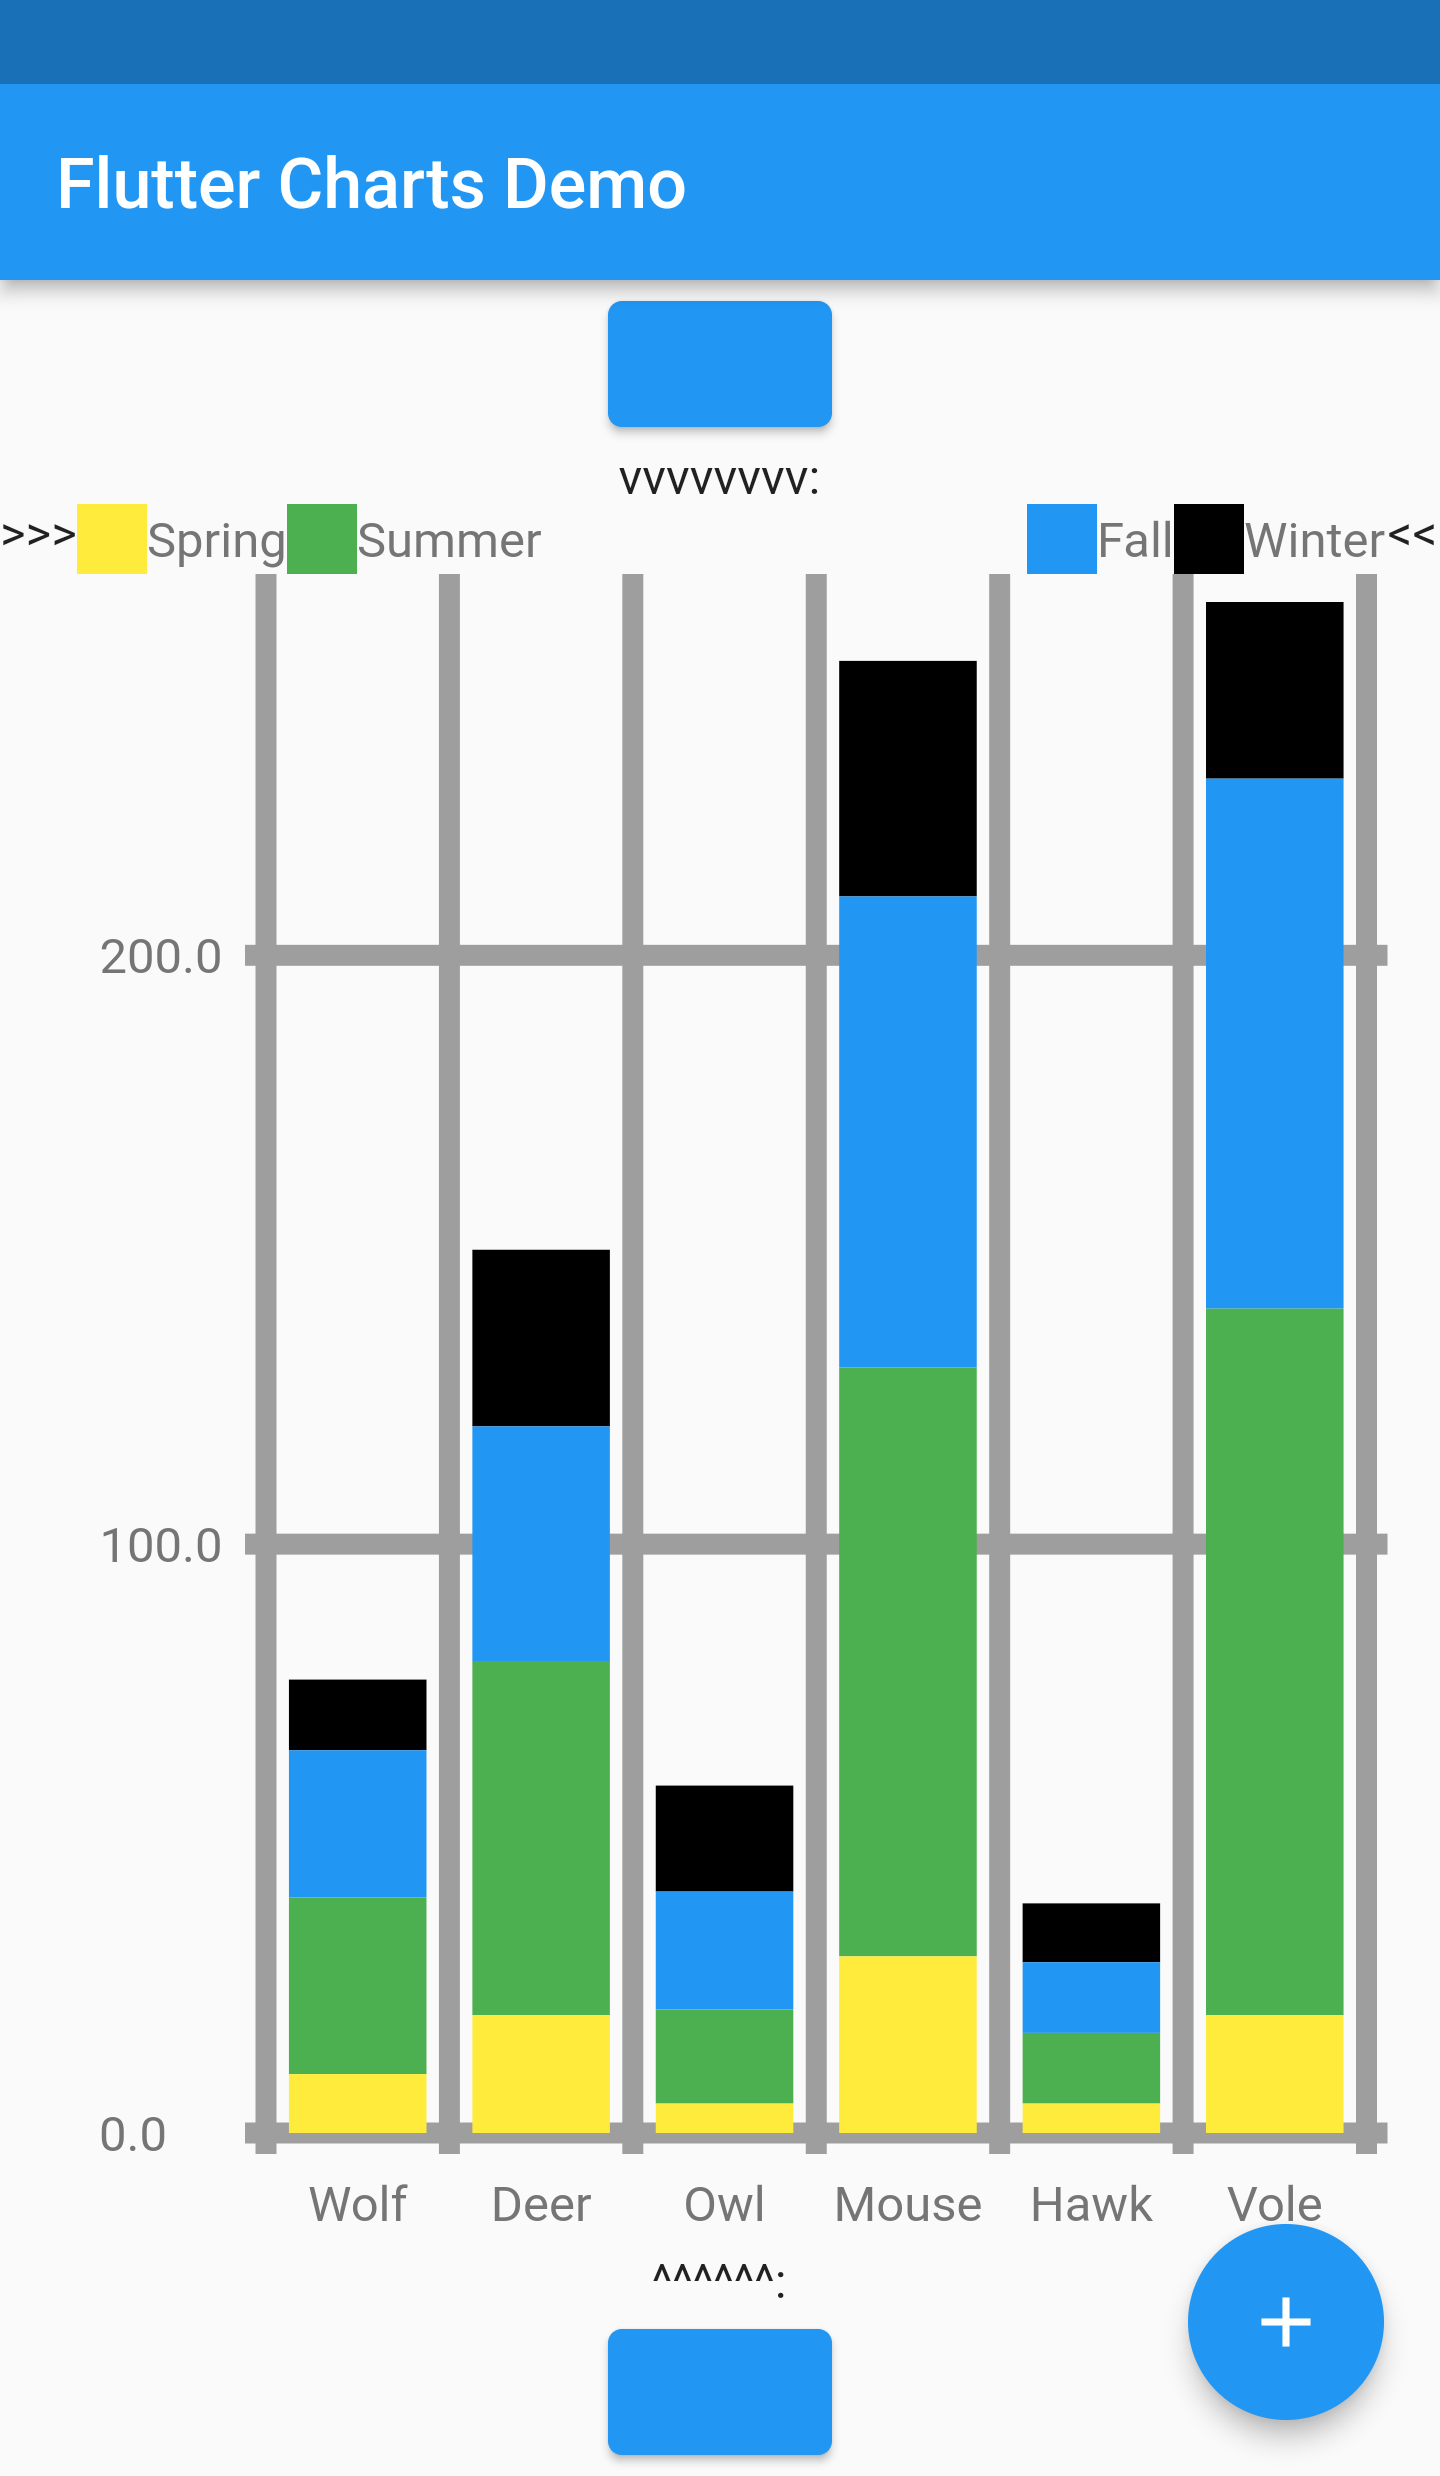 Flutter Charts Demo
vvvvvvvv:
>>> Spring Summer Fall Winter <<
200.0
100.0
0.0
Wolf Deer Owl Mouse Hawk Vole
^^^^^^:
+